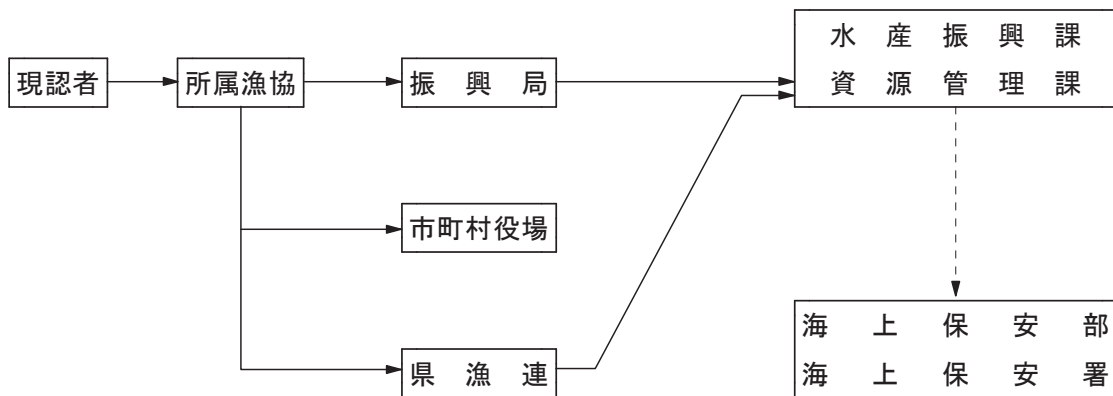 水産振興課
資源管理課
現認者
所属漁協
振興局
市町村役場
県漁連
海上保安部
海上保安署